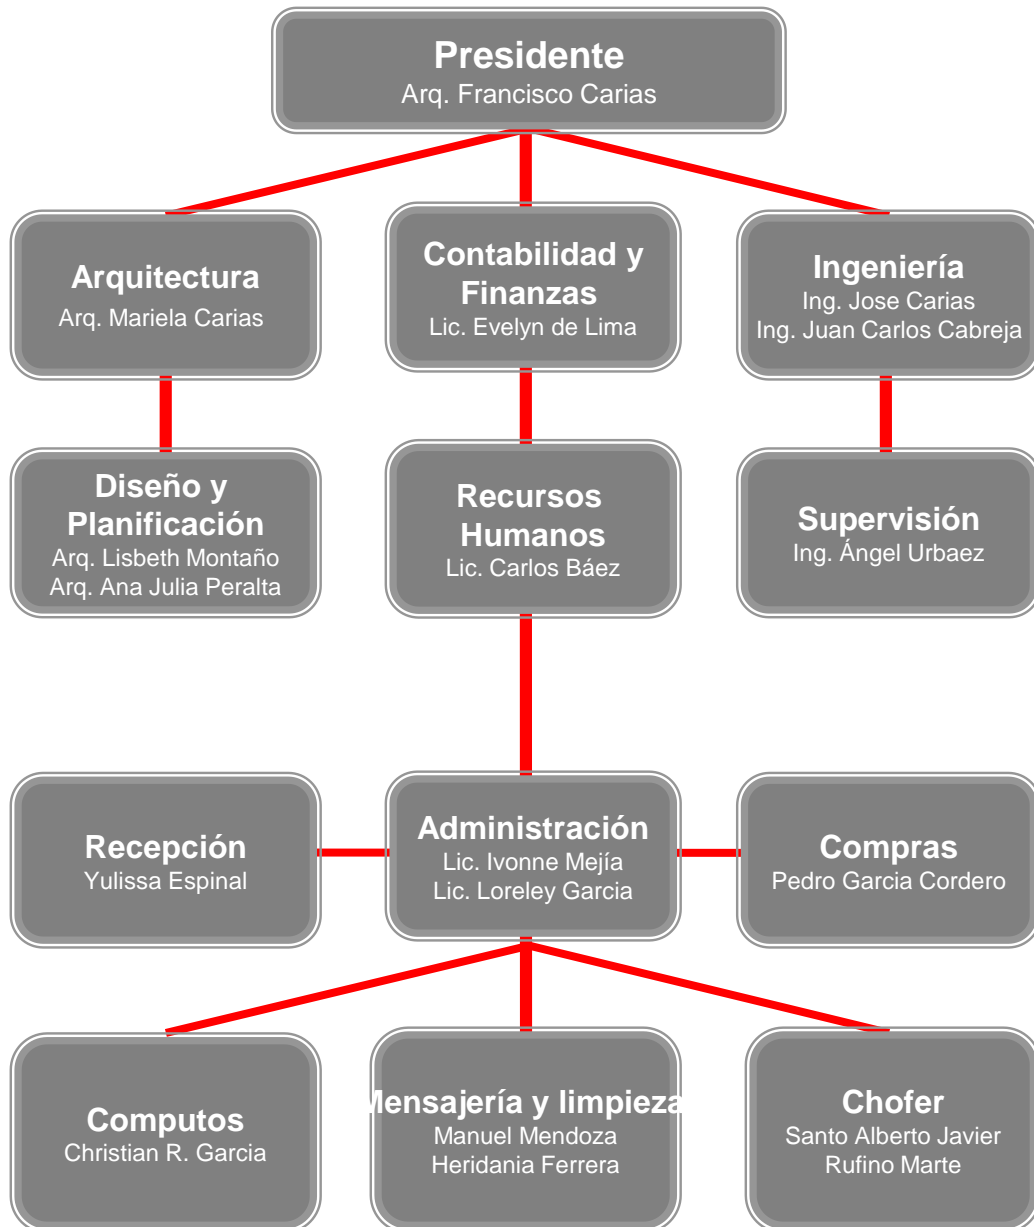 Presidente
Arq. Francisco Carias
Arquitectura
Arq. Mariela Carias
Contabilidad y
Finanzas
Lic. Evelyn de Lima
Ingeniería
Ing. Jose Carias
Ing. Juan Carlos Cabreja
Diseño y
Planificación
Arq. Lisbeth Montaño
Arq. Ana Julia Peralta
Recursos
Humanos
Lic. Carlos Báez
Supervisión
Ing. Ángel Urbaez
Recepción
Yulissa Espinal
Administración
Lic. Ivonne Mejía
Lic. Loreley Garcia
Compras
Pedro Garcia Cordero
Computos
Christian R. Garcia
Mensajería y limpieza
Manuel Mendoza
Heridania Ferrera
Chofer
Santo Alberto Javier
Rufino Marte